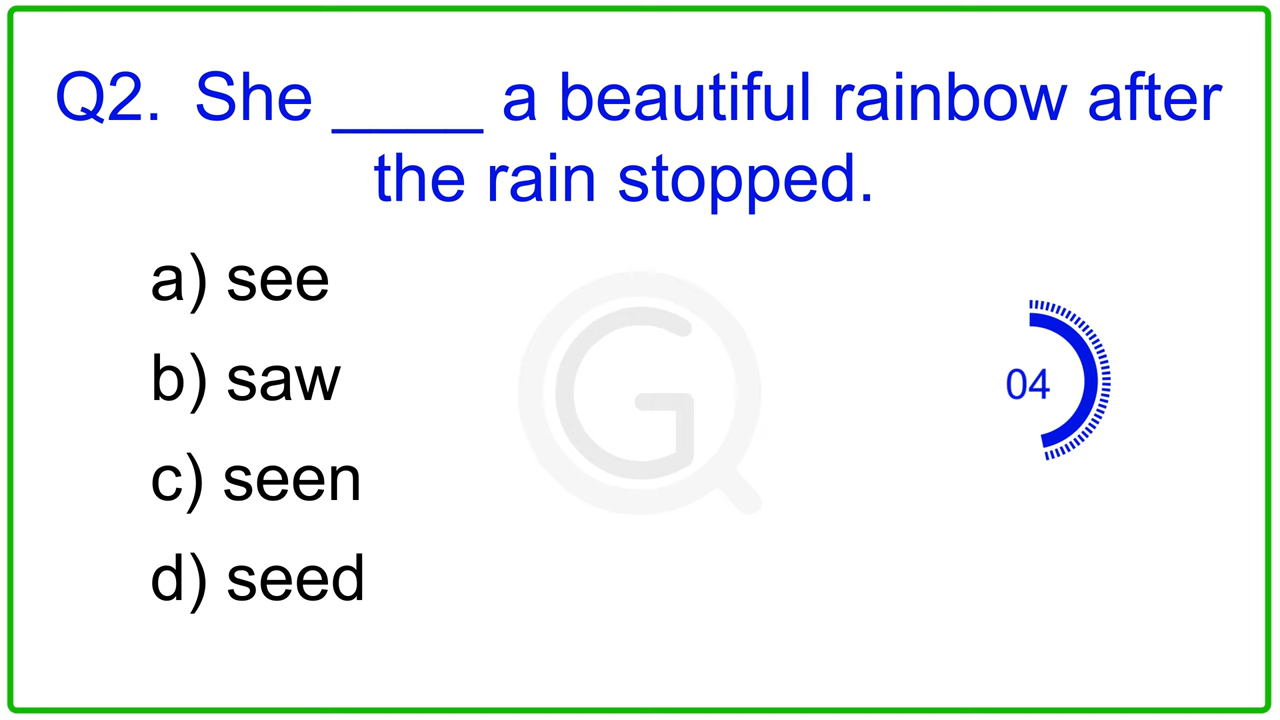 Q2. She ____ a beautiful rainbow after
the rain stopped.
a) see
b) saw
04
c) seen
d) seed